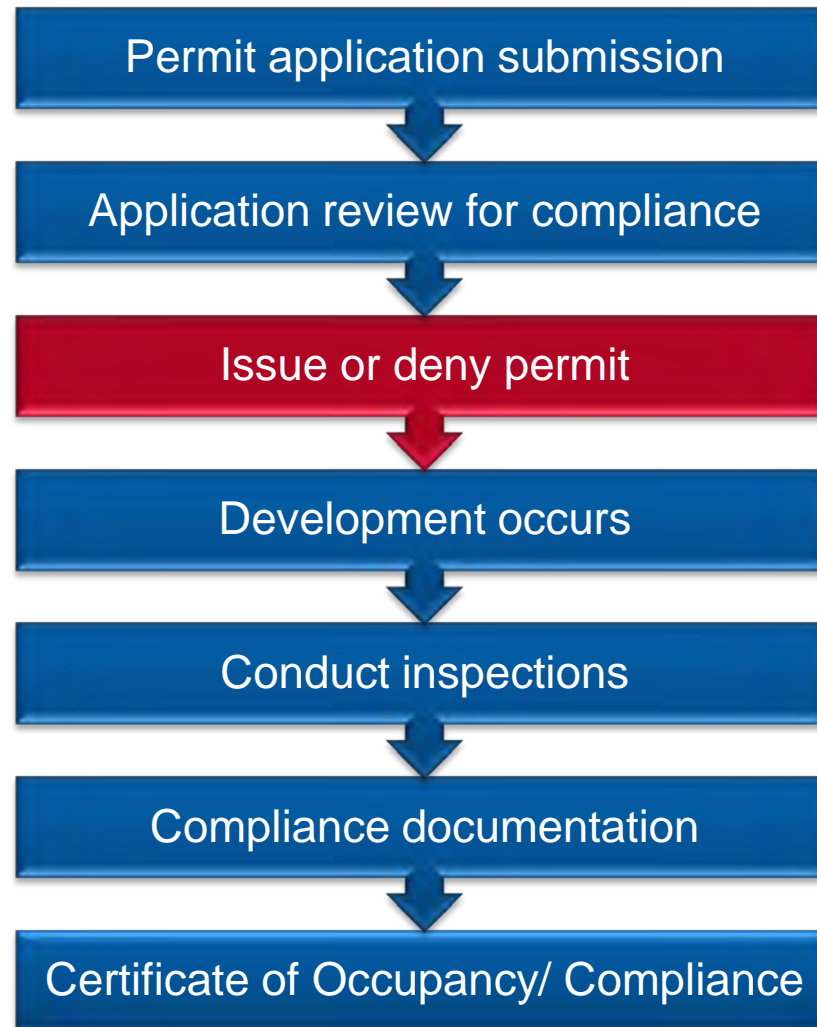 Permit application submission
Application review for compliance
Issue or deny permit
Development occurs
Conduct inspections
Compliance documentation
Certificate of Occupancy/ Compliance